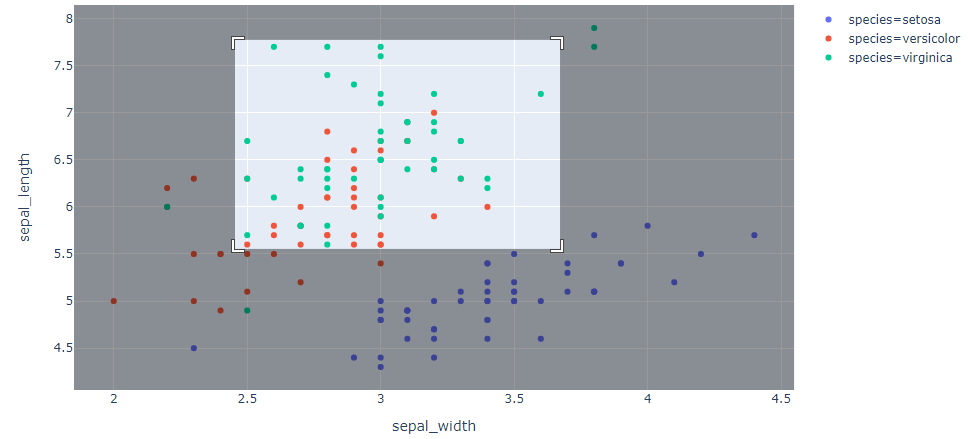 8
7.5
7
6.5
6
5.5
5
4.5
sepal_length
2
2.5
3
3.5
4
4.5
sepal_width
species=setosa
species=versicolor
species=virginica